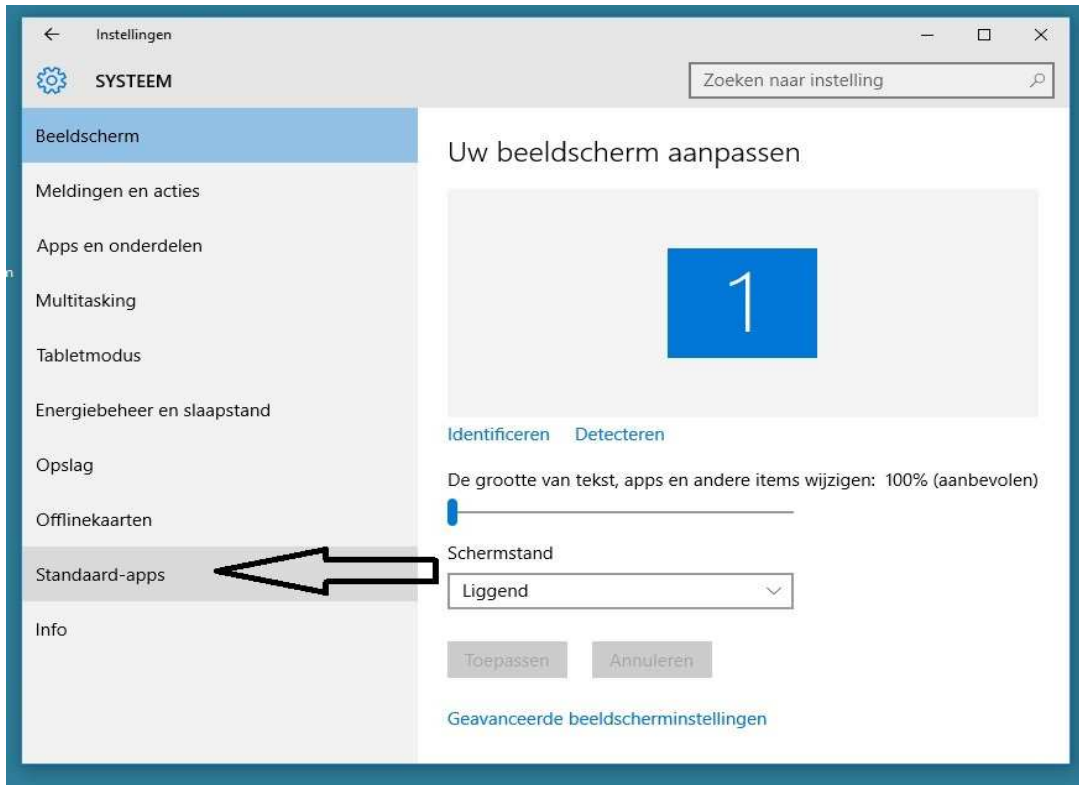 Instellingen
SYSTEEM
Zoeken naar instelling
Beeldscherm
Meldingen en acties
Apps en onderdelen
Multitasking
Tabletmodus
Energiebeheer en slaapstand
Opslag
Offlinekaarten
Standaard-apps
Info
Uw beeldscherm aanpassen
1
Identificeren Detecteren
De grootte van tekst, apps en andere items wijzigen: 100% (aanbevolen)
Schermstand
Liggend
Toepassen Annuleren
Geavanceerde beeldscherminstellingen